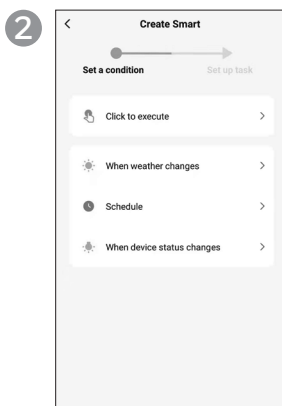 2
Create Smart
Set a condition Set up task
Click to execute
When weather changes
Schedule
When device status changes